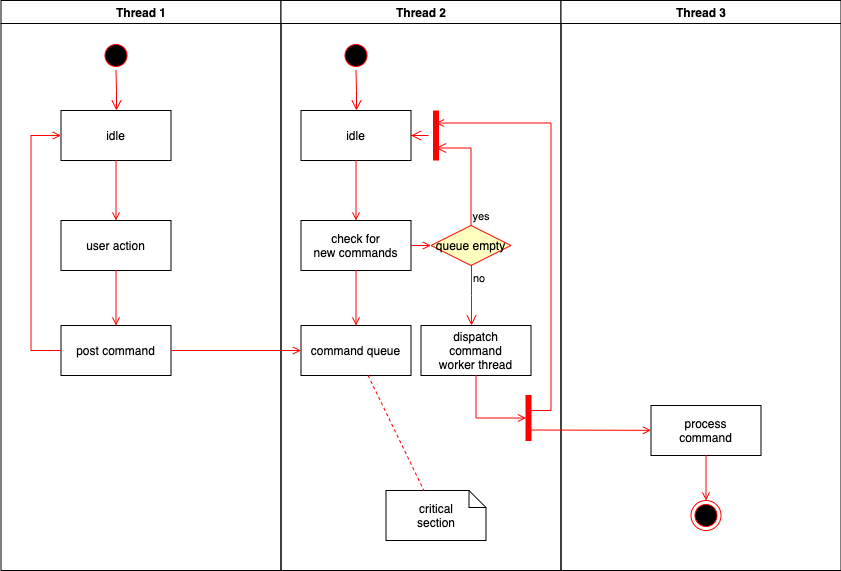 Thread 1
Thread 2
Thread 3
idle
idle
user action
check for
new commands
yes
queue empty
no
post command
command queue
dispatch
command
worker thread
process
command
critical
section